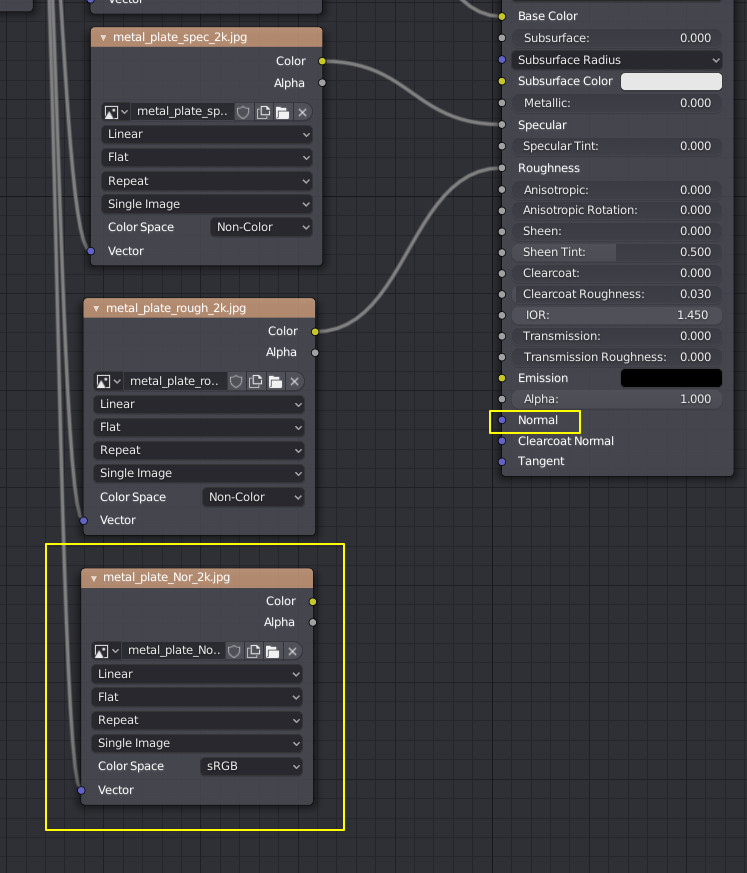 Vector
metal_plate_spec_2k.jpg
Color
Alpha
metal_plate_sp..
Linear
Flat
Repeat
Single Image
Color Space Non-Color
Vector
metal_plate_rough_2k.jpg
Color
Alpha
metal_plate_ro..
Linear
Flat
Repeat
Single Image
Color Space Non-Color
Vector
metal_plate_Nor_2k.jpg
Color
Alpha
metal_plate_No..
Linear
Flat
Repeat
Single Image
Color Space sRGB
Vector
Base Color
Subsurface: 0.000
Subsurface Radius
Subsurface Color
Metallic: 0.000
Specular
Specular Tint: 0.000
Roughness
Anisotropic: 0.000
Anisotropic Rotation: 0.000
Sheen: 0.000
Sheen Tint: 0.500
Clearcoat: 0.000
Clearcoat Roughness: 0.030
IOR: 1.450
Transmission: 0.000
Transmission Roughness: 0.000
Emission
Alpha: 1.000
Normal
Clearcoat Normal
Tangent